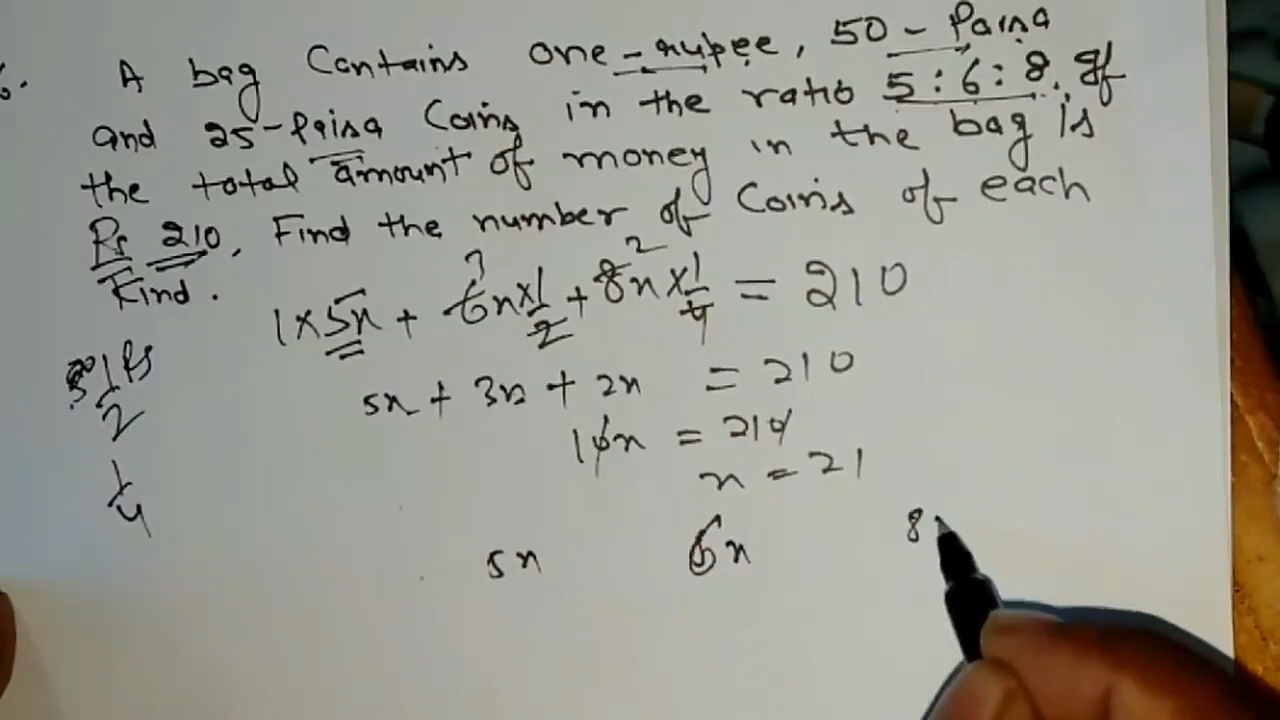 A bag Contains one-rupee, 50-Paisa
and 25-Paisa Coins in the ratio 5:6:8. If
the total amount of money in the bag is
Rs 210, Find the number of Coins of each
Kind.
1×5x + 6x×1/2 + 8x×1/4 = 210
3 2
1 Rs
1/2
1/4
5x + 3x + 2x = 210
10x = 210
x = 21
5x 6x 8